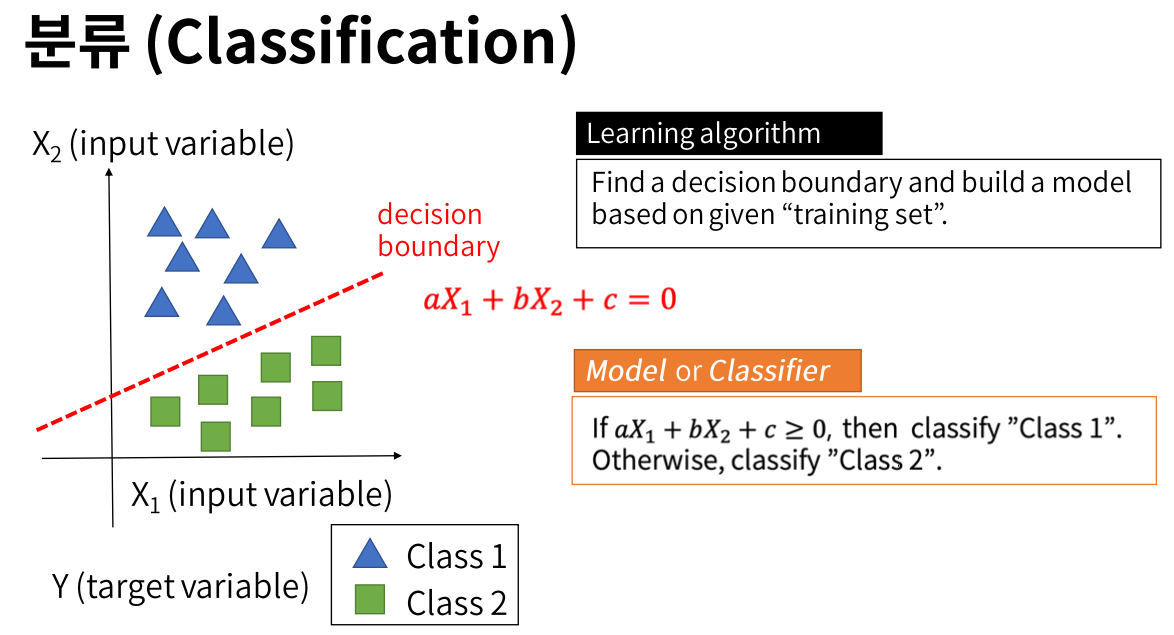 분류 (Classification)
X₂ (input variable)
decision
boundary
aX₁ + bX₂ + c = 0
X₁ (input variable)
Y (target variable)
Class 1
Class 2
Learning algorithm
Find a decision boundary and build a model
based on given “training set”.
Model or Classifier
If aX₁ + bX₂ + c ≥ 0, then classify ”Class 1”.
Otherwise, classify ”Class 2”.